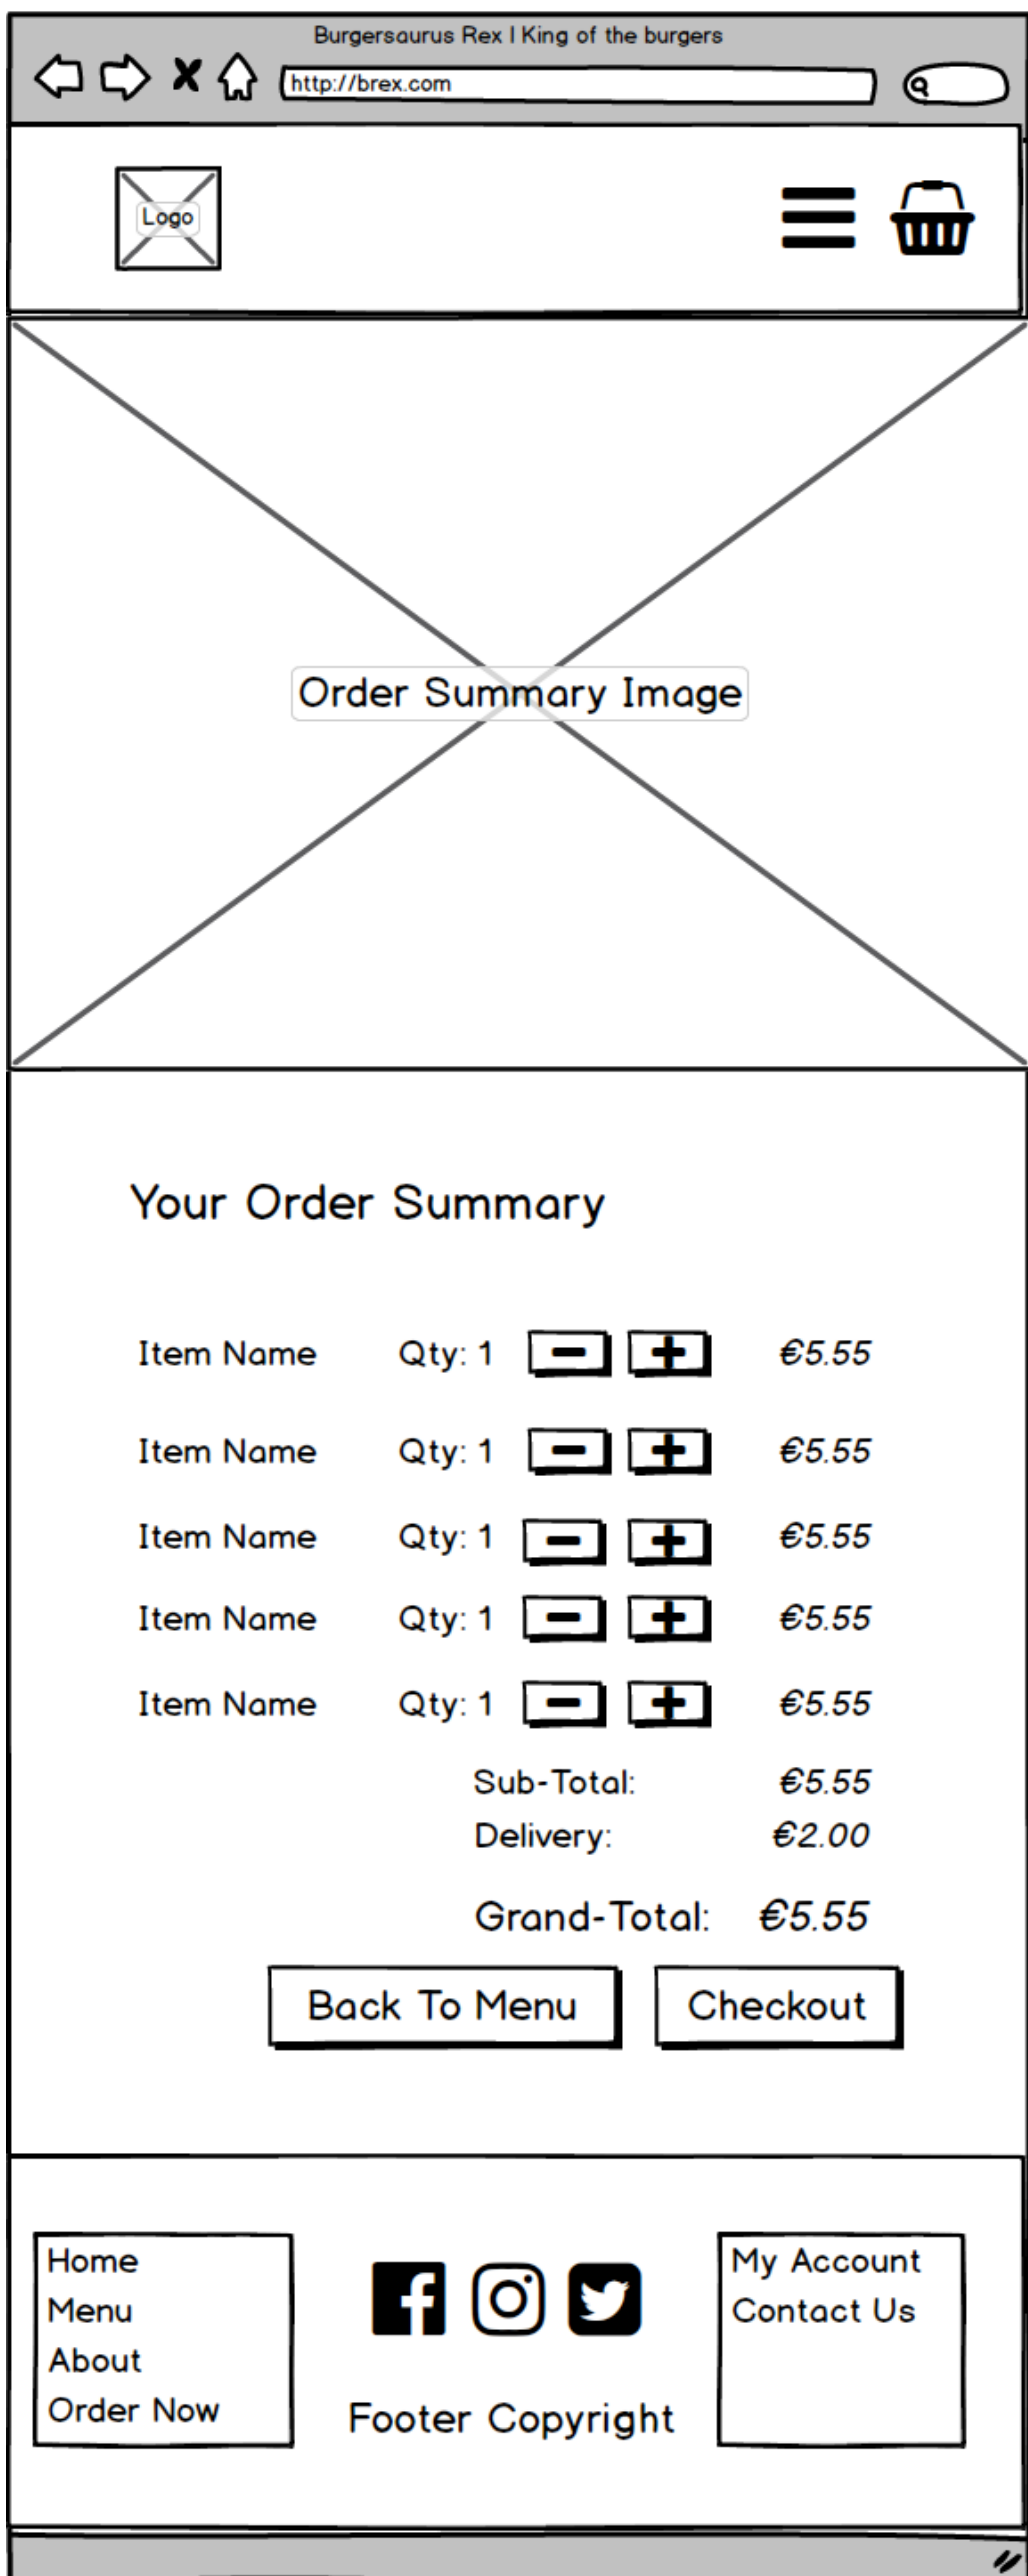 Burgersaurus Rex | King of the burgers
http://brex.com
Logo
Order Summary Image
Your Order Summary
Item Name Qty: 1 €5.55
Item Name Qty: 1 €5.55
Item Name Qty: 1 €5.55
Item Name Qty: 1 €5.55
Item Name Qty: 1 €5.55
Sub-Total: €5.55
Delivery: €2.00
Grand-Total: €5.55
Back To Menu Checkout
Home
Menu
About
Order Now
Footer Copyright
My Account
Contact Us